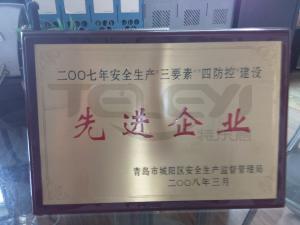 二〇〇七年安全生产"三要素""四防控"建设
先进企业
青岛市城阳区安全生产监督管理局
二〇〇八年三月